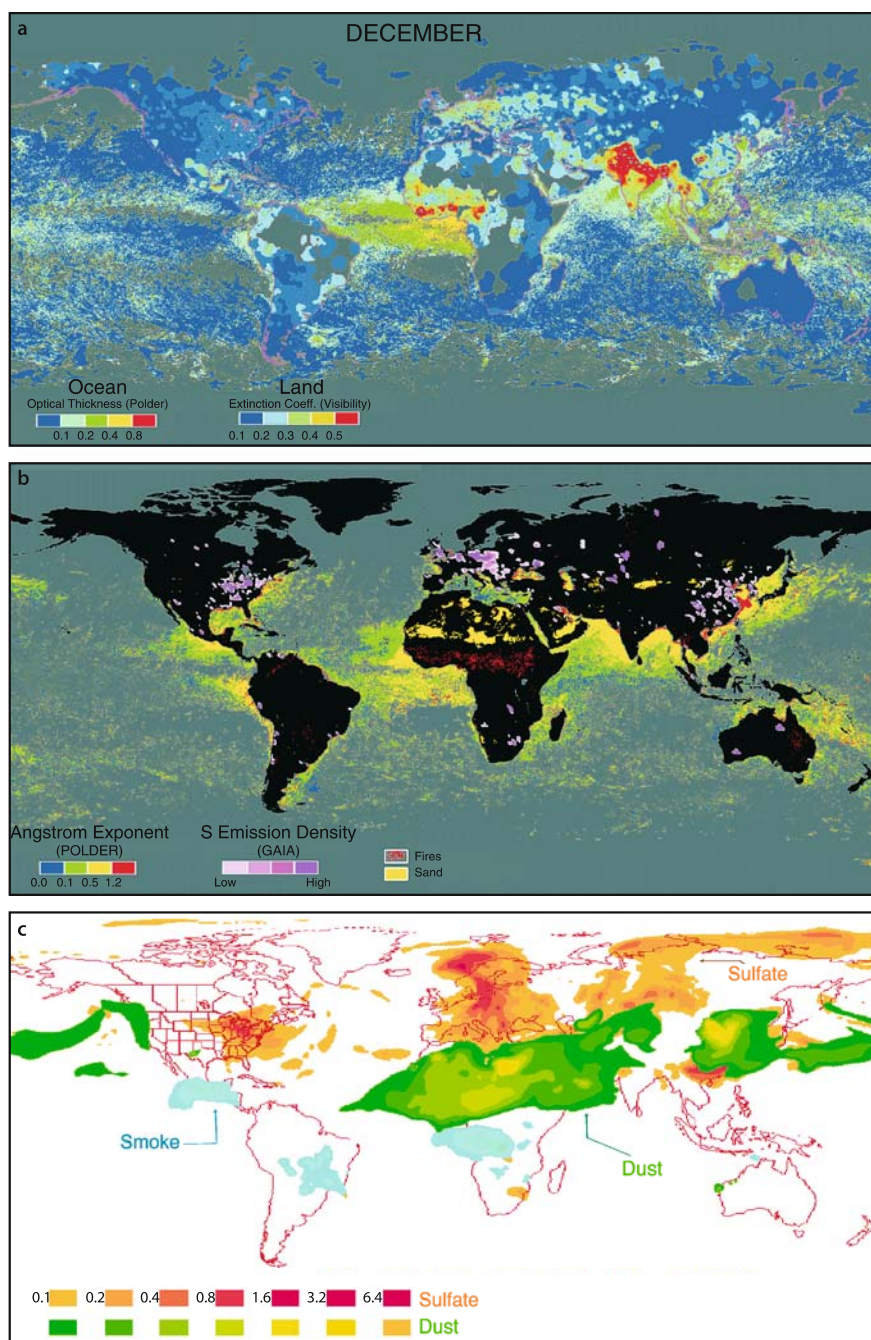 a
DECEMBER
Ocean
Optical Thickness (Polder)
0.1 0.2 0.4 0.8
Land
Extinction Coeff. (Visibility)
0.1 0.2 0.3 0.4 0.5
b
Angstrom Exponent
(POLDER)
0.0 0.1 0.5 1.2
S Emission Density
(GAIA)
Low High
Fires
Sand
c
Sulfate
Smoke
Dust
0.1 0.2 0.4 0.8 1.6 3.2 6.4 Sulfate
Dust